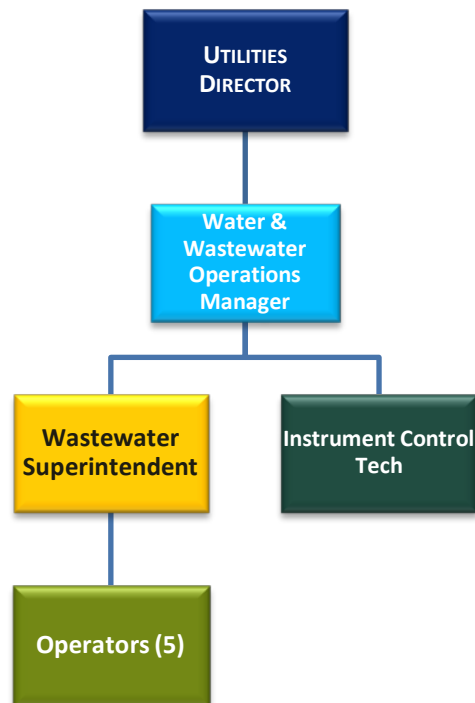 UTILITIES
DIRECTOR
Water &
Wastewater
Operations
Manager
Wastewater
Superintendent
Instrument Control
Tech
Operators (5)